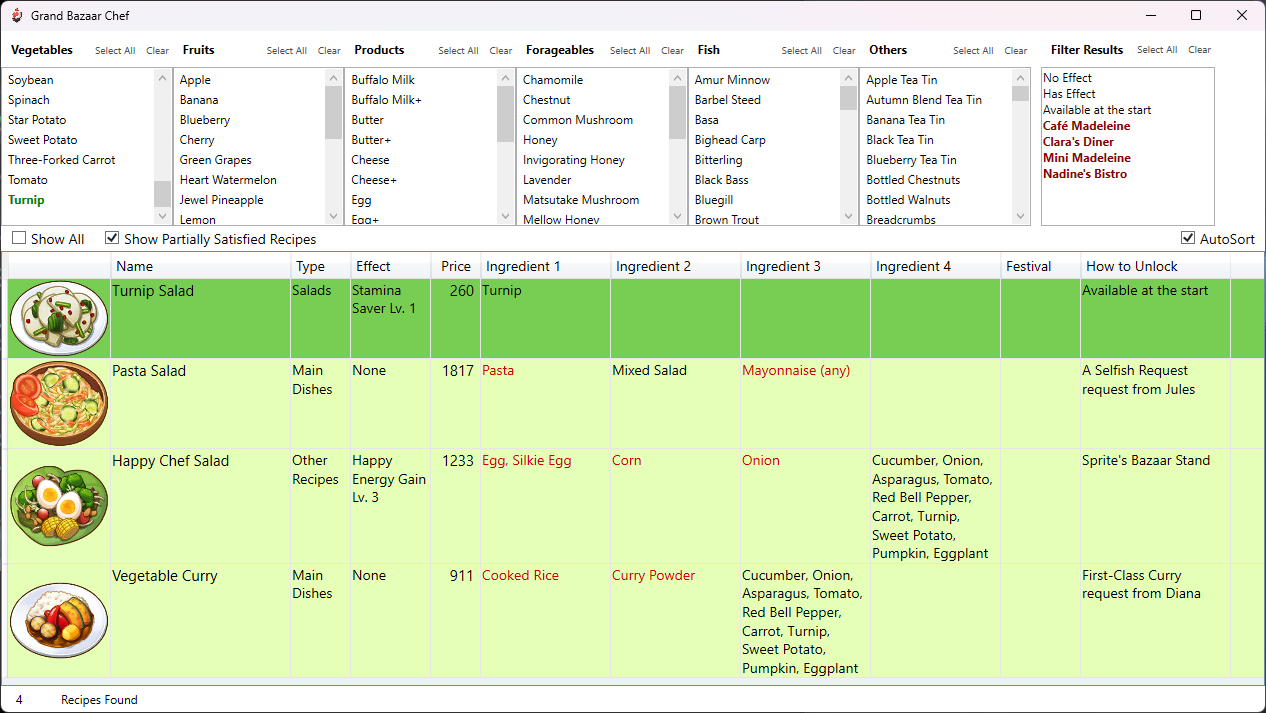 Grand Bazaar Chef
Vegetables Select All Clear Fruits Select All Clear Products Select All Clear Forageables Select All Clear Fish Select All Clear Others Select All Clear Filter Results Select All Clear
Soybean
Spinach
Star Potato
Sweet Potato
Three-Forked Carrot
Tomato
Turnip
Apple
Banana
Blueberry
Cherry
Green Grapes
Heart Watermelon
Jewel Pineapple
Lemon
Buffalo Milk
Buffalo Milk+
Butter
Butter+
Cheese
Cheese+
Egg
Egg+
Chamomile
Chestnut
Common Mushroom
Honey
Invigorating Honey
Lavender
Matsutake Mushroom
Mellow Honey
Amur Minnow
Barbel Steed
Basa
Bighead Carp
Bitterling
Black Bass
Bluegill
Brown Trout
Apple Tea Tin
Autumn Blend Tea Tin
Banana Tea Tin
Black Tea Tin
Blueberry Tea Tin
Bottled Chestnuts
Bottled Walnuts
Breadcrumbs
No Effect
Has Effect
Available at the start
Café Madeleine
Clara's Diner
Mini Madeleine
Nadine's Bistro
Show All Show Partially Satisfied Recipes AutoSort
Name Type Effect Price Ingredient 1 Ingredient 2 Ingredient 3 Ingredient 4 Festival How to Unlock
Turnip Salad
Salads
Stamina
Saver Lv. 1
260
Turnip
Available at the start
Pasta Salad
Main
Dishes
None
1817
Pasta
Mixed Salad
Mayonnaise (any)
A Selfish Request
request from Jules
Happy Chef Salad
Other
Recipes
Happy
Energy Gain
Lv. 3
1233
Egg, Silkie Egg
Corn
Onion
Cucumber, Onion,
Asparagus, Tomato,
Red Bell Pepper,
Carrot, Turnip,
Sweet Potato,
Pumpkin, Eggplant
Sprite's Bazaar Stand
Vegetable Curry
Main
Dishes
None
911
Cooked Rice
Curry Powder
Cucumber, Onion,
Asparagus, Tomato,
Red Bell Pepper,
Carrot, Turnip,
Sweet Potato,
Pumpkin, Eggplant
First-Class Curry
request from Diana
4 Recipes Found